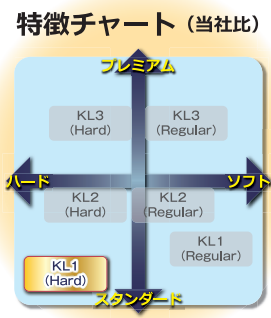 特徴チャート（当社比）
プレミアム
KL3
(Hard)
KL3
(Regular)
ハード
ソフト
KL2
(Hard)
KL2
(Regular)
KL1
(Regular)
KL1
(Hard)
スタンダード